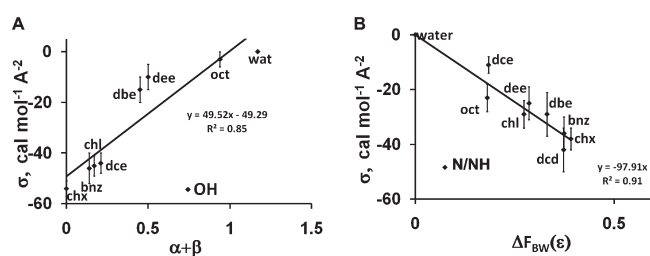 A
σ, cal mol⁻¹ A⁻²
0
-20
-40
-60
0
0.5
1
1.5
α+β
wat
oct
dee
dbe
chl
dce
bnz
chx
y = 49.52x - 49.29
R² = 0.85
OH
B
σ, cal mol⁻¹ A⁻²
0
-10
-20
-30
-40
-50
-60
0
0.5
ΔF_BW(ε)
water
dce
oct
dee
chl
dbe
bnz
chx
dcd
N/NH
y = -97.91x
R² = 0.91